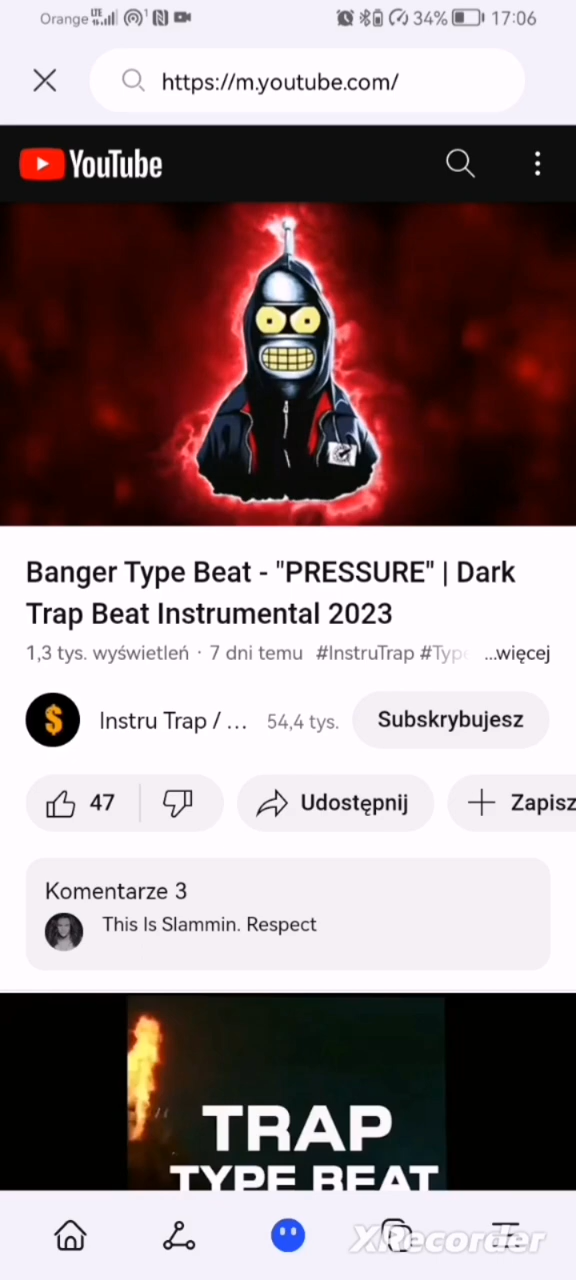 Orange LTE 34% 17:06
https://m.youtube.com/
YouTube
Banger Type Beat - "PRESSURE" | Dark
Trap Beat Instrumental 2023
1,3 tys. wyświetleń · 7 dni temu #InstruTrap #Type ...więcej
Instru Trap / ... 54,4 tys. Subskrybujesz
47 Udostępnij Zapisz
Komentarze 3
This Is Slammin. Respect
TRAP
TYPE BEAT
XRecorder